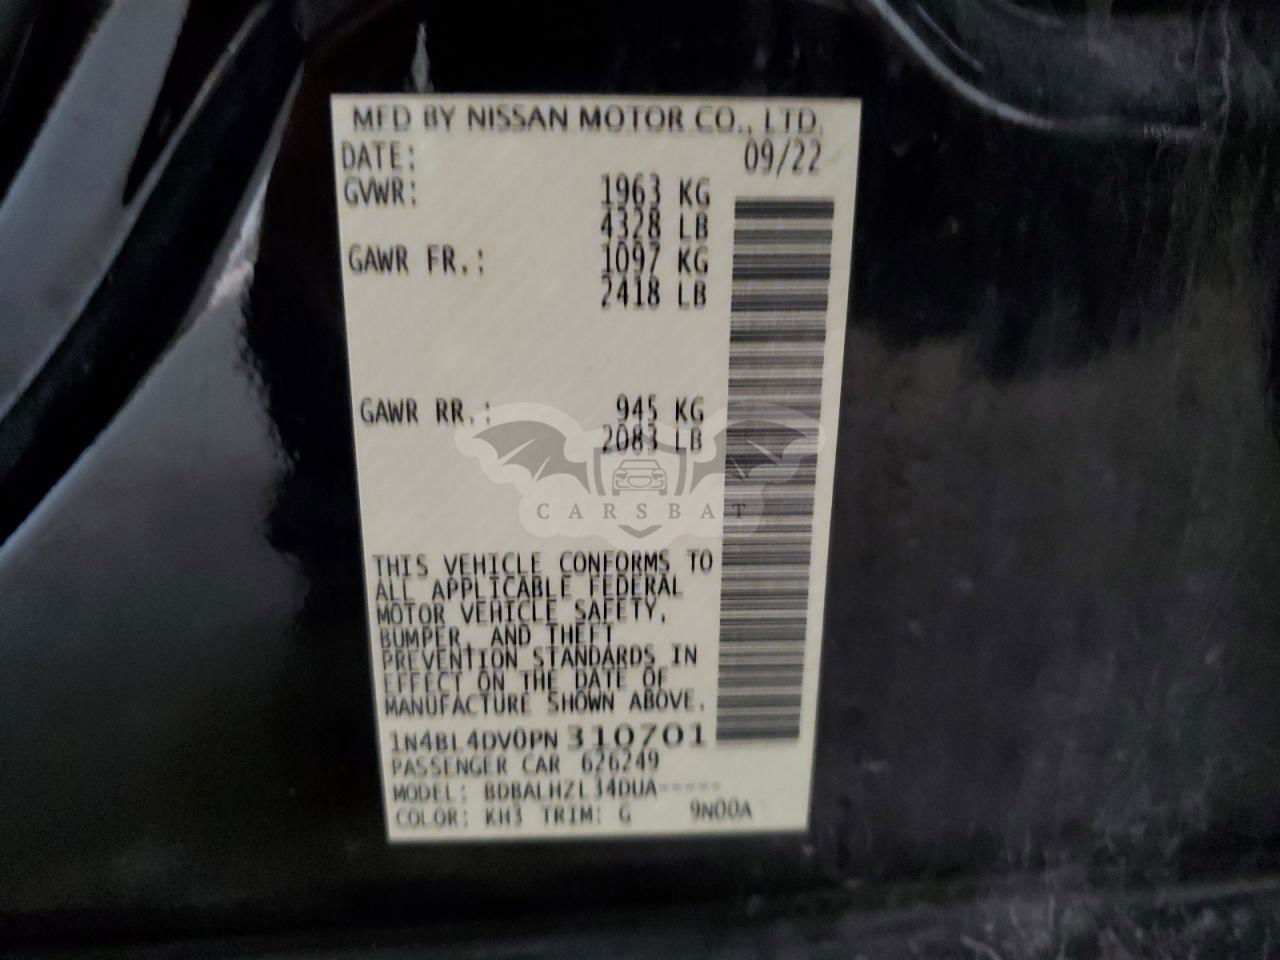 MFD BY NISSAN MOTOR CO., LTD.
DATE: 09/22
GVWR: 1963 KG
4328 LB
GAWR FR.: 1097 KG
2418 LB
GAWR RR.: 945 KG
2083 LB
CARSBAT
THIS VEHICLE CONFORMS TO
ALL APPLICABLE FEDERAL
MOTOR VEHICLE SAFETY,
BUMPER, AND THEFT
PREVENTION STANDARDS IN
EFFECT ON THE DATE OF
MANUFACTURE SHOWN ABOVE.
1N4BL4DV0PN 310701
PASSENGER CAR 626249
MODEL: BDBALHZL34DUA-----
COLOR: KH3 TRIM: G 9N00A